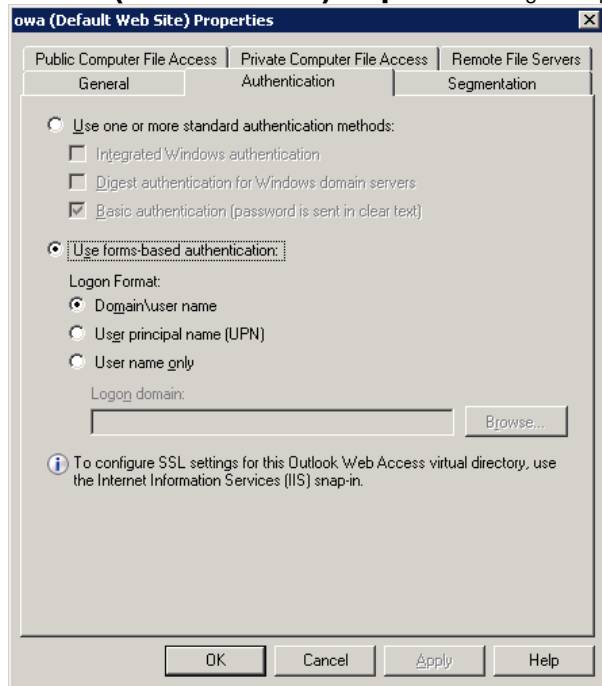 owa (Default Web Site) Properties
Public Computer File Access Private Computer File Access Remote File Servers
General Authentication Segmentation
Use one or more standard authentication methods:
Integrated Windows authentication
Digest authentication for Windows domain servers
Basic authentication (password is sent in clear text)
Use forms-based authentication:
Logon Format:
Domain\user name
User principal name (UPN)
User name only
Logon domain:
Browse...
To configure SSL settings for this Outlook Web Access virtual directory, use
the Internet Information Services (IIS) snap-in.
OK Cancel Apply Help